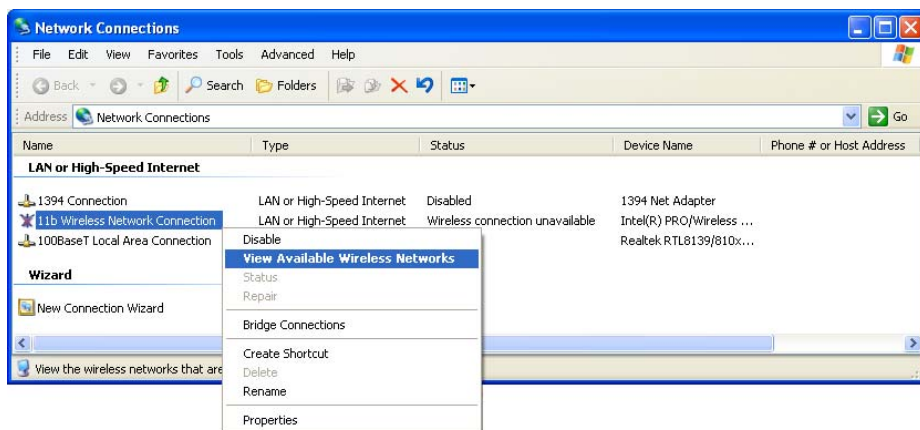 Network Connections
File Edit View Favorites Tools Advanced Help
Back Search Folders
Address Network Connections Go
Name Type Status Device Name Phone # or Host Address
LAN or High-Speed Internet
1394 Connection LAN or High-Speed Internet Disabled 1394 Net Adapter
11b Wireless Network Connection LAN or High-Speed Internet Wireless connection unavailable Intel(R) PRO/Wireless ...
100BaseT Local Area Connection Realtek RTL8139/810x...
Disable
View Available Wireless Networks
Status
Repair
Bridge Connections
Create Shortcut
Delete
Rename
Properties
Wizard
New Connection Wizard
View the wireless networks that are